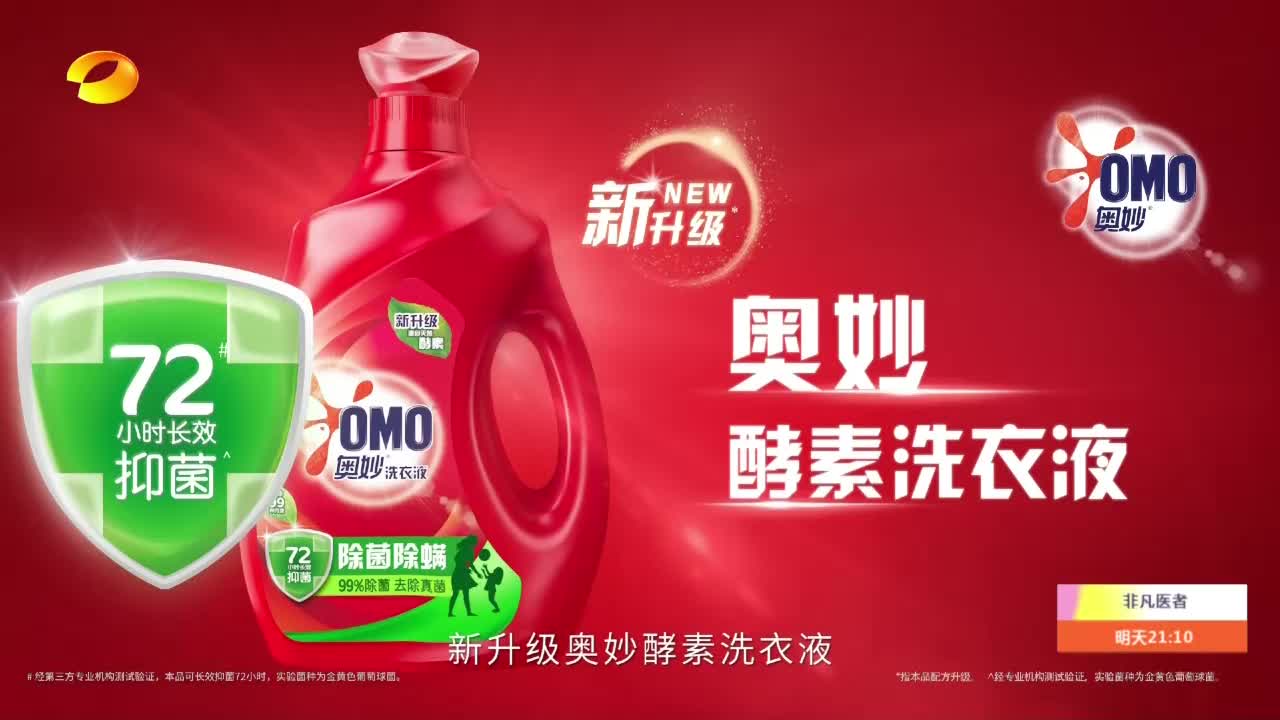 新
NEW
升级*
OMO
奥妙®
奥妙
酵素洗衣液
72#
小时长效
抑菌^
新升级
酵素
OMO
奥妙洗衣液
72
小时长效
抑菌
除菌除螨
99%除菌 去除真菌
新升级奥妙酵素洗衣液
非凡医者
明天21:10
# 经第三方专业机构测试验证，本品可长效抑菌72小时，实验菌种为金黄色葡萄球菌。
*指本品配方升级。 ^经专业机构测试验证，实验菌种为金黄色葡萄球菌。